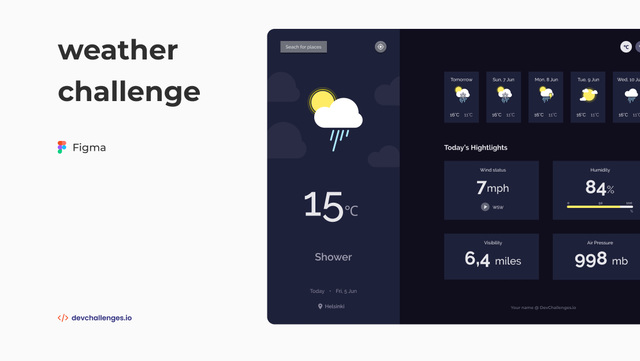 weather
challenge
Figma
devchallenges.io
Seach for places
15°C
Shower
Today • Fri, 5 Jun
Helsinki
°C
Tomorrow
16°C 11°C
Sun, 7 Jun
16°C 11°C
Mon, 8 Jun
16°C 11°C
Tue, 9 Jun
16°C 11°C
Wed, 10 Ju
16°C
Today's Hightlights
Wind status
7mph
WSW
Humidity
84%
0 50 100
%
Visibility
6,4 miles
Air Pressure
998 mb
Your name @ DevChallenges.io